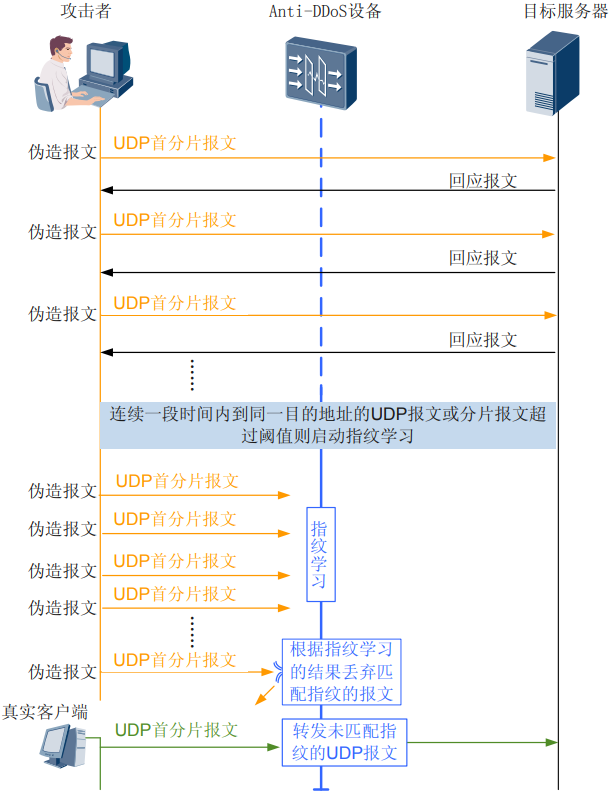 攻击者
Anti-DDoS设备
目标服务器
UDP首分片报文
伪造报文
回应报文
UDP首分片报文
伪造报文
回应报文
UDP首分片报文
伪造报文
回应报文
......
连续一段时间内到同一目的地址的UDP报文或分片报文超
过阈值则启动指纹学习
UDP首分片报文
伪造报文
UDP首分片报文
伪造报文
指纹学习
UDP首分片报文
伪造报文
UDP首分片报文
伪造报文
......
UDP首分片报文
伪造报文
根据指纹学习
的结果丢弃匹
配指纹的报文
真实客户端
UDP首分片报文
转发未匹配指
纹的UDP报文